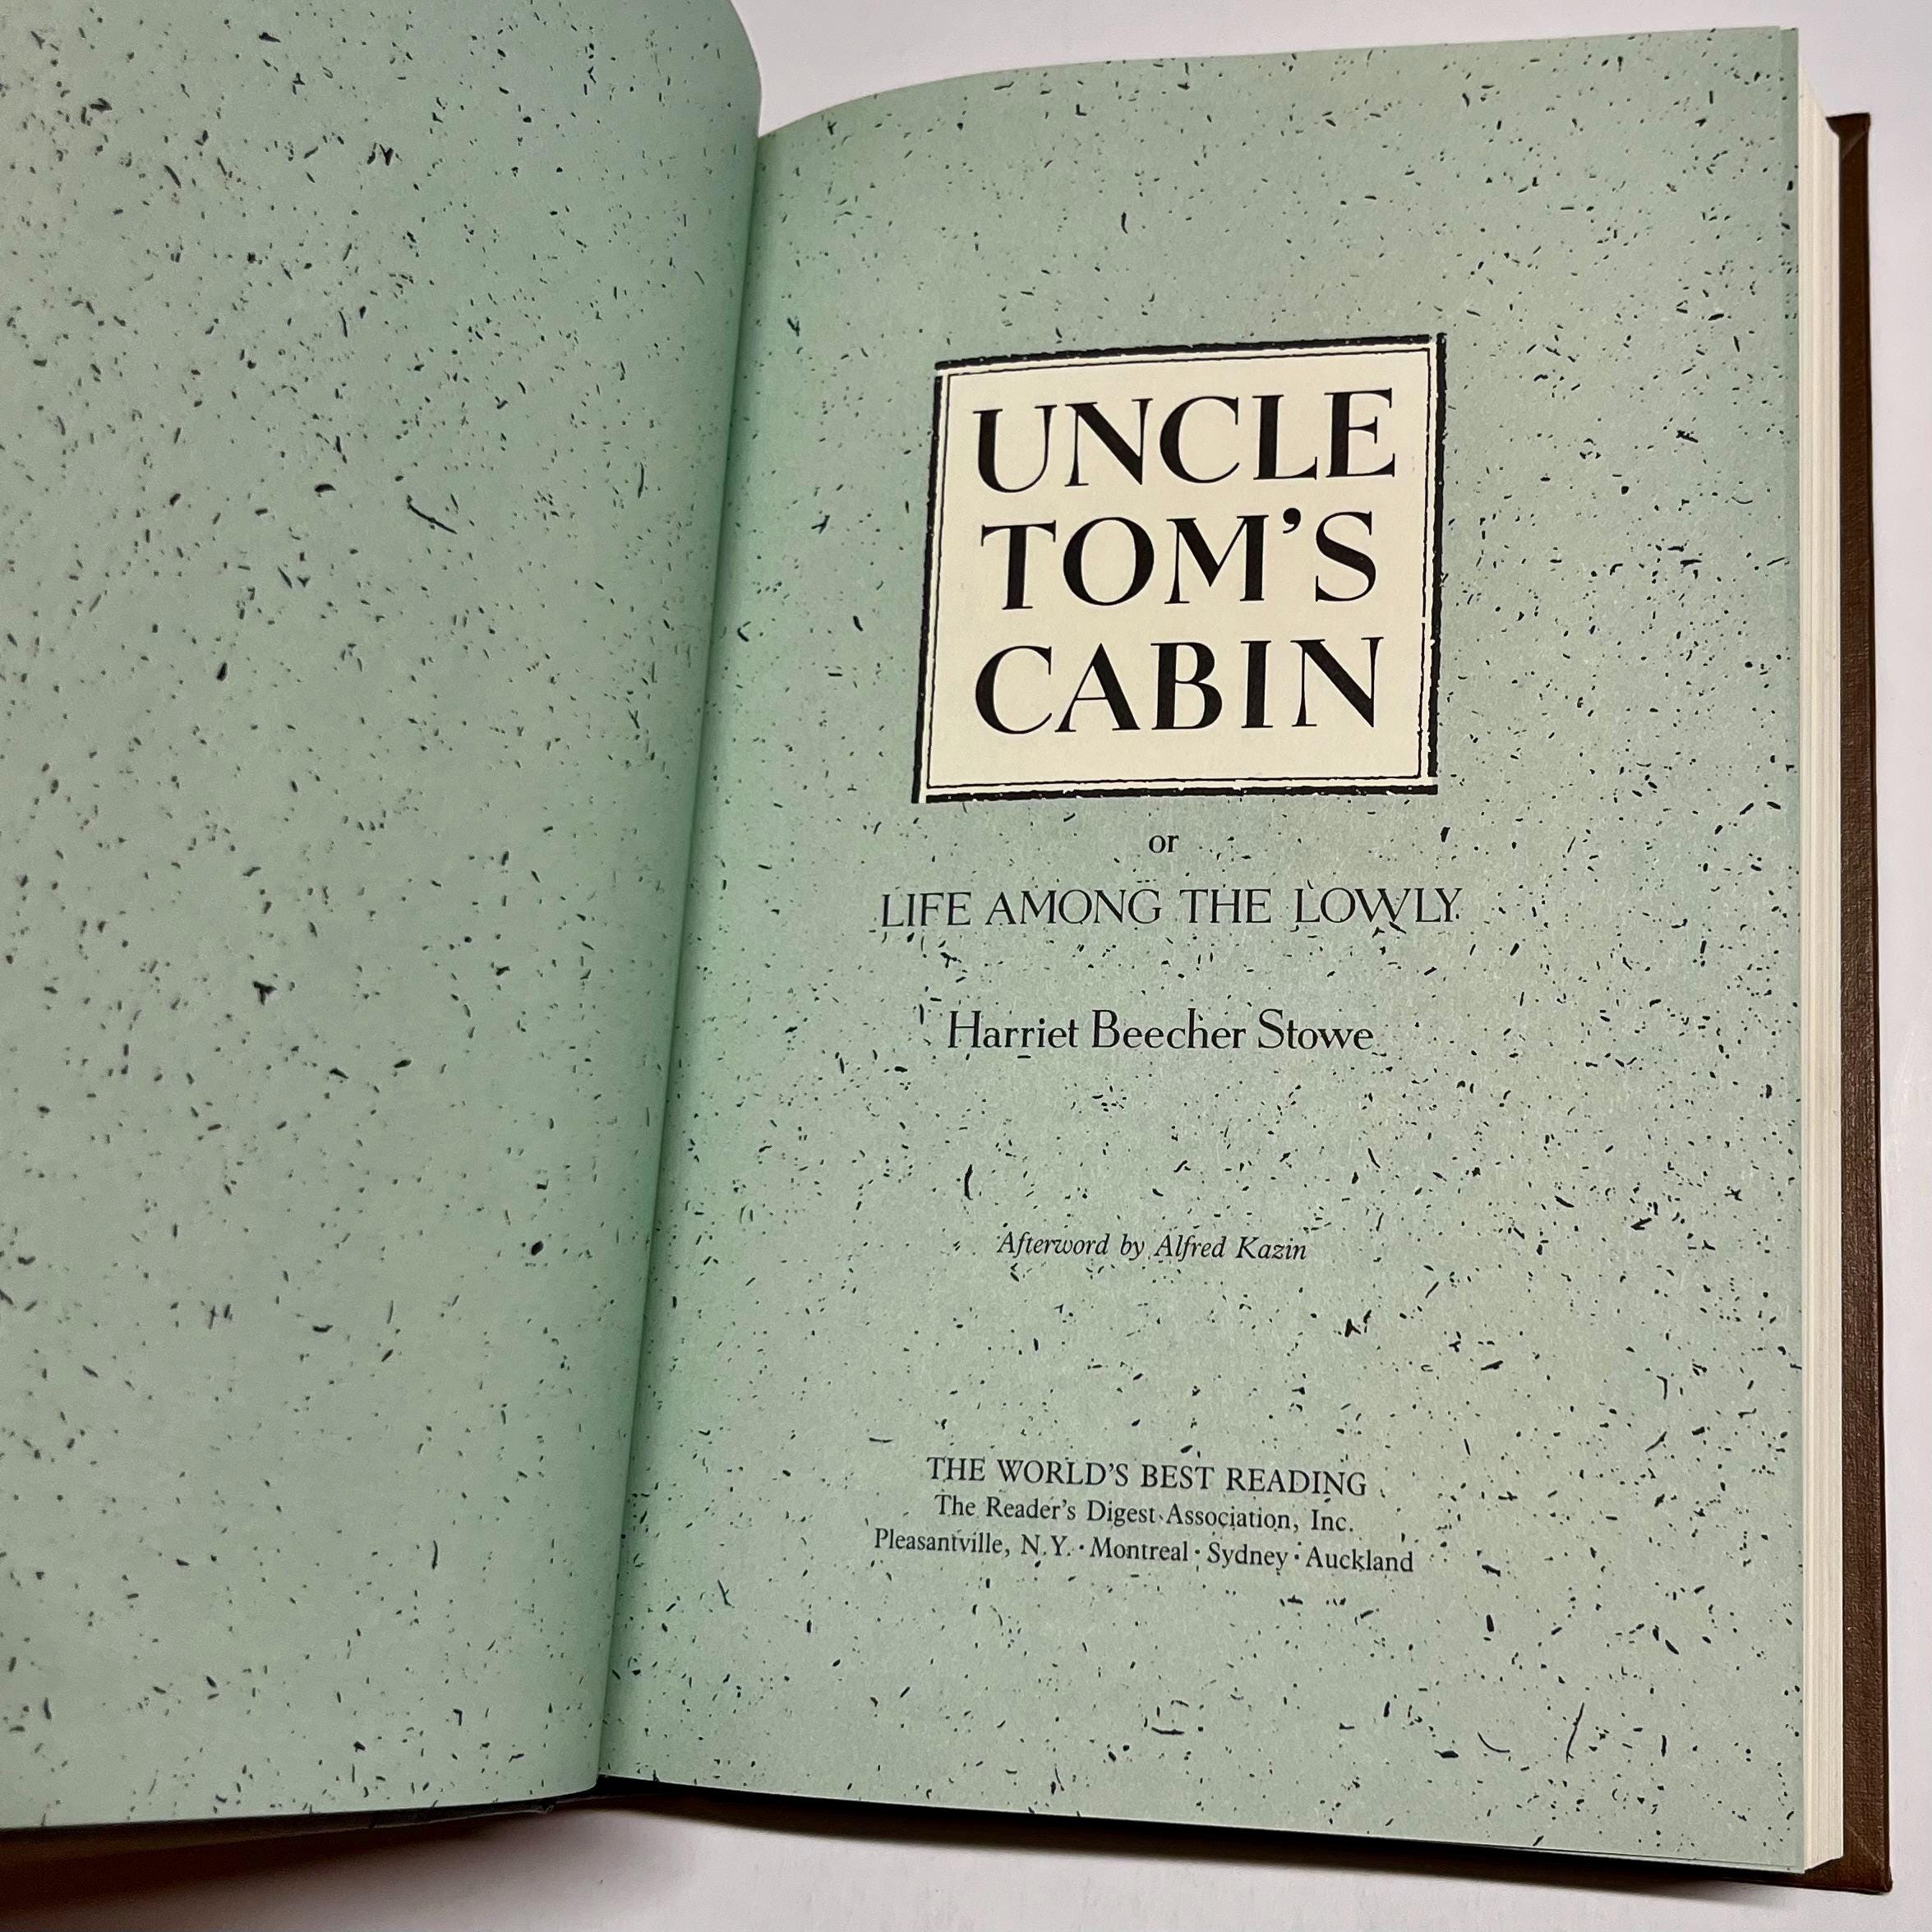 UNCLE
TOM'S
CABIN
or
LIFE AMONG THE LOWLY
Harriet Beecher Stowe
Afterword by Alfred Kazin
THE WORLD'S BEST READING
The Reader's Digest Association, Inc.
Pleasantville, N.Y. · Montreal · Sydney · Auckland